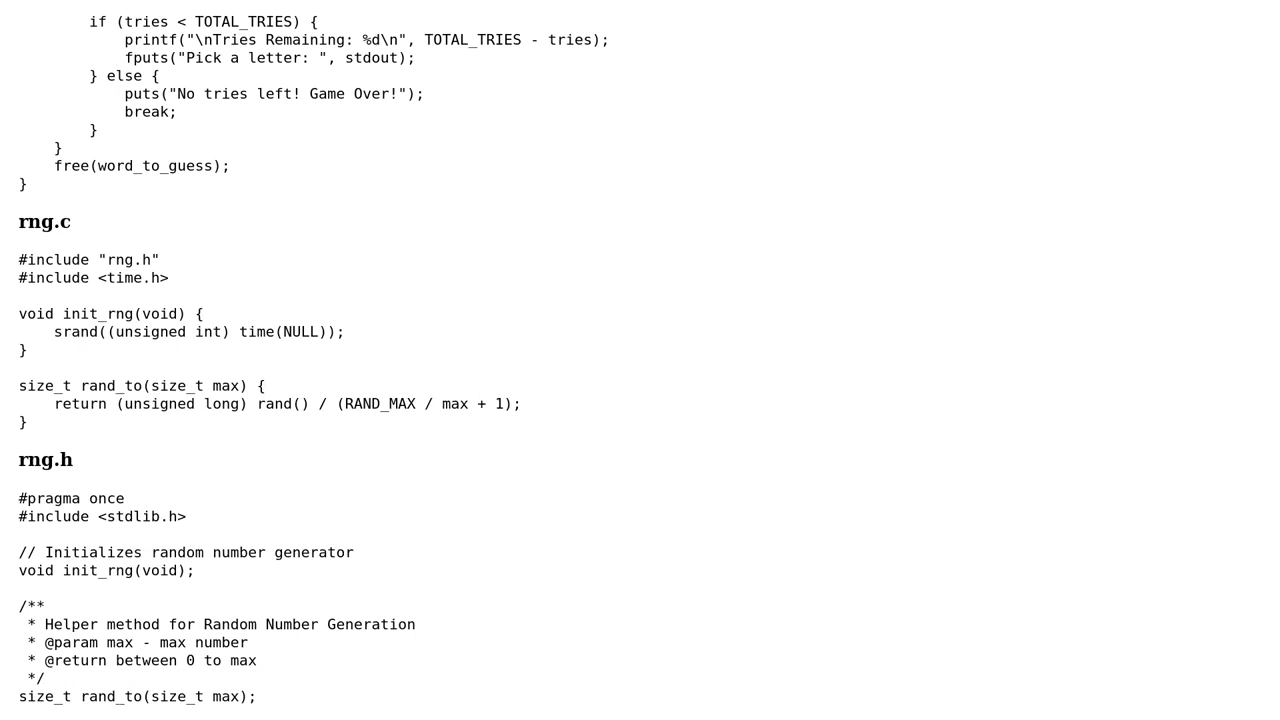 if (tries < TOTAL_TRIES) {
            printf("\nTries Remaining: %d\n", TOTAL_TRIES - tries);
            fputs("Pick a letter: ", stdout);
        } else {
            puts("No tries left! Game Over!");
            break;
        }
    }
    free(word_to_guess);
}
rng.c
#include "rng.h"
#include <time.h>
void init_rng(void) {
    srand((unsigned int) time(NULL));
}
size_t rand_to(size_t max) {
    return (unsigned long) rand() / (RAND_MAX / max + 1);
}
rng.h
#pragma once
#include <stdlib.h>
// Initializes random number generator
void init_rng(void);
/**
 * Helper method for Random Number Generation
 * @param max - max number
 * @return between 0 to max
 */
size_t rand_to(size_t max);